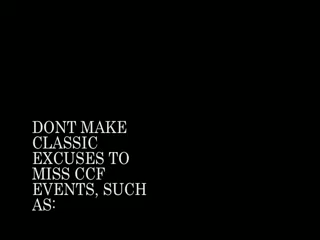 DONT MAKE
CLASSIC
EXCUSES TO
MISS CCF
EVENTS, SUCH
AS: